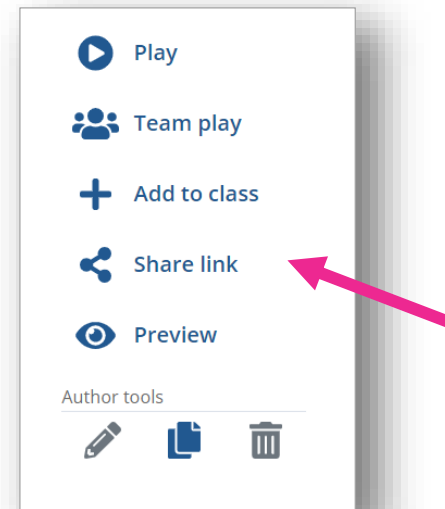 Play
Team play
Add to class
Share link
Preview
Author tools